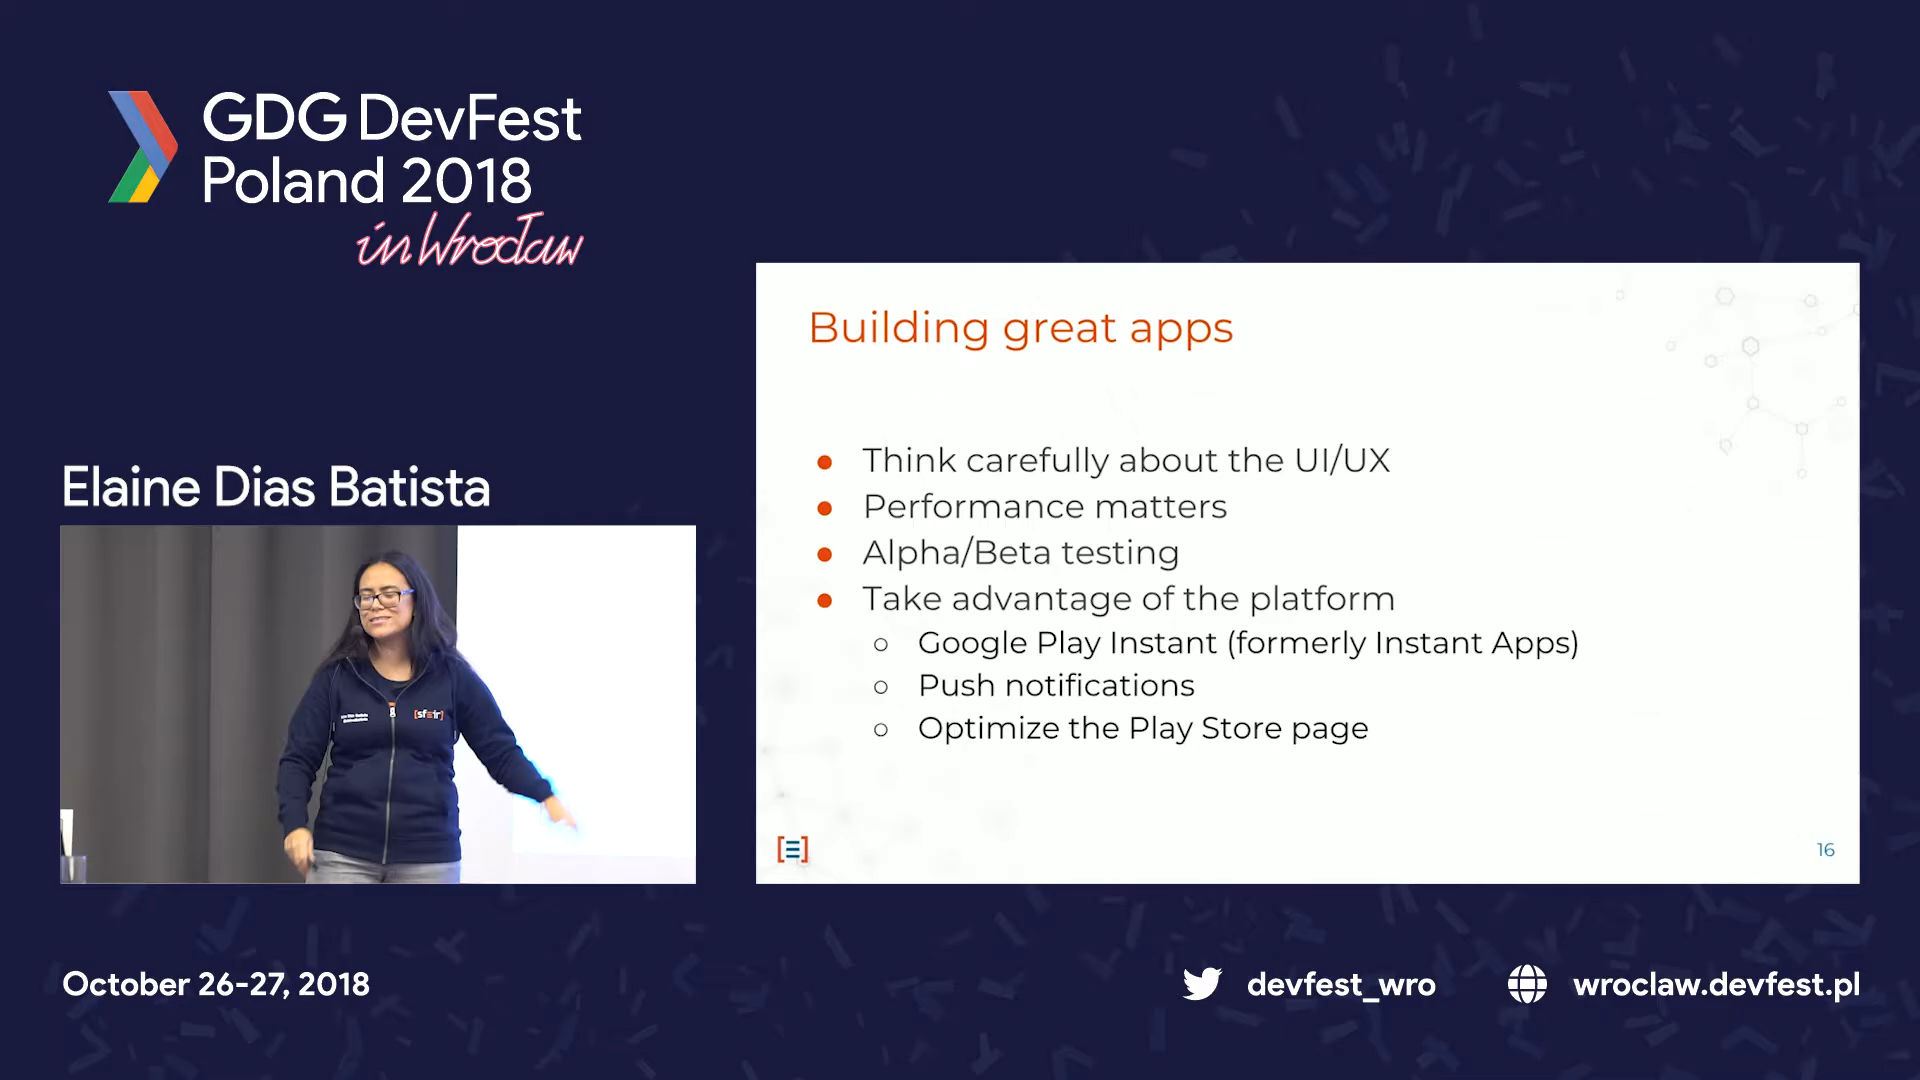 GDG DevFest
Poland 2018
in Wrocław
Elaine Dias Batista
[sfeir]
Building great apps
Think carefully about the UI/UX
Performance matters
Alpha/Beta testing
Take advantage of the platform
Google Play Instant (formerly Instant Apps)
Push notifications
Optimize the Play Store page
16
October 26-27, 2018
devfest_wro
wroclaw.devfest.pl